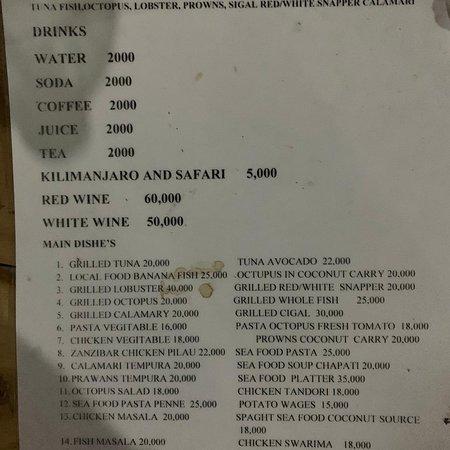 TUNA FISH,OCTOPUS, LOBSTER, PROWNS, SIGAL RED/WHITE SNAPPER CALAMARI
DRINKS
WATER 2000
SODA 2000
COFFEE 2000
JUICE 2000
TEA 2000
KILIMANJARO AND SAFARI 5,000
RED WINE 60,000
WHITE WINE 50,000
MAIN DISHE'S
1. GRILLED TUNA 20,000 TUNA AVOCADO 22,000
2. LOCAL FOOD BANANA FISH 25,000 OCTUPUS IN COCONUT CARRY 20,000
3. GRILLED LOBUSTER 40,000 GRILLED RED/WHITE SNAPPER 20,000
4. GRILLED OCTOPUS 20,000 GRILLED WHOLE FISH 25,000
5. GRILLED CALAMARY 20,000 GRILLED CIGAL 30,000
6. PASTA VEGITABLE 16,000 PASTA OCTOPUS FRESH TOMATO 18,000
7. CHICKEN VEGITABLE 18,000 PROWNS COCONUT CARRY 20,000
8. ZANZIBAR CHICKEN PILAU 22,000 SEA FOOD PASTA 25,000
9. CALAMARI TEMPURA 20,000 SEA FOOD SOUP CHAPATI 20,000
10. PRAWANS TEMPURA 20,000 SEA FOOD PLATTER 35,000
11. OCTOPUS SALAD 18,000 CHICKEN TANDORI 18,000
12. SEA FOOD PASTA PENNE 25,000 POTATO WAGES 15,000
13. CHICKEN MASALA 20,000 SPAGHT SEA FOOD COCONUT SOURCE
18,000
14. FISH MASALA 20,000 CHICKEN SWARIMA 18,000